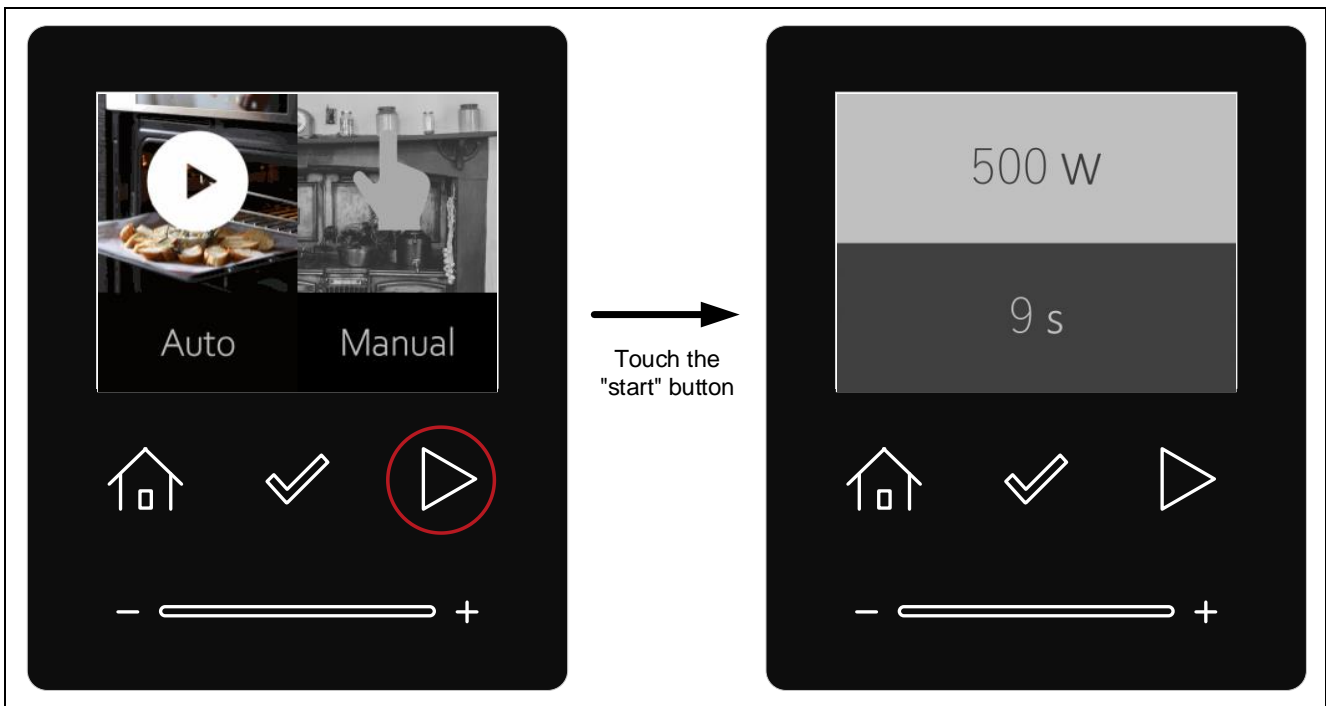 Auto
Manual
Touch the
"start" button
500 W
9 s
- +
- +